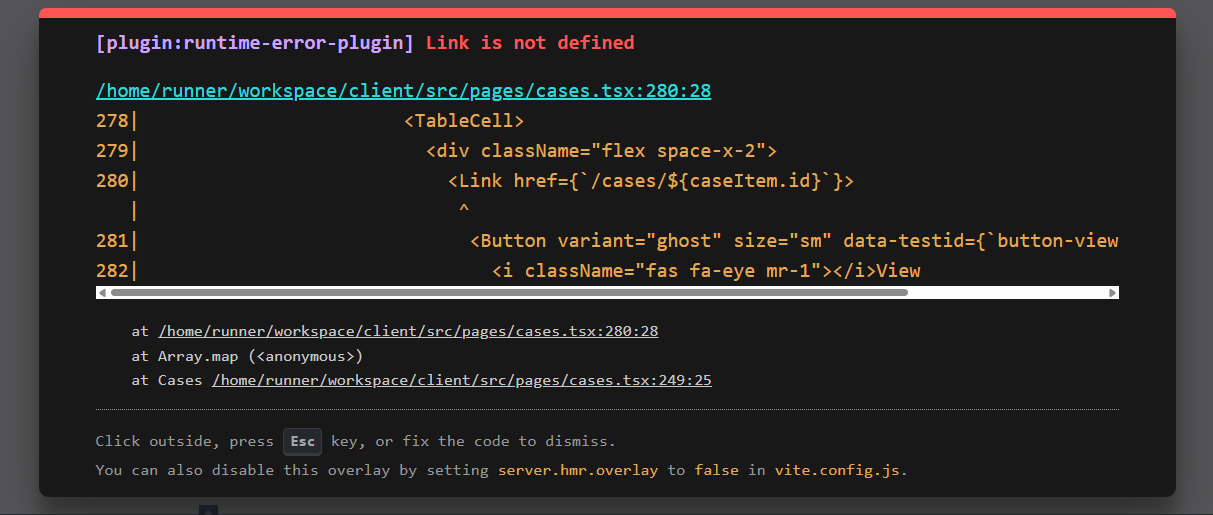 [plugin:runtime-error-plugin] Link is not defined
/home/runner/workspace/client/src/pages/cases.tsx:280:28
278|                        <TableCell>
279|                          <div className="flex space-x-2">
280|                            <Link href={`/cases/${caseItem.id}`}>
   |                             ^
281|                              <Button variant="ghost" size="sm" data-testid={`button-view
282|                                <i className="fas fa-eye mr-1"></i>View
at /home/runner/workspace/client/src/pages/cases.tsx:280:28
at Array.map (<anonymous>)
at Cases /home/runner/workspace/client/src/pages/cases.tsx:249:25
Click outside, press Esc key, or fix the code to dismiss.
You can also disable this overlay by setting server.hmr.overlay to false in vite.config.js.